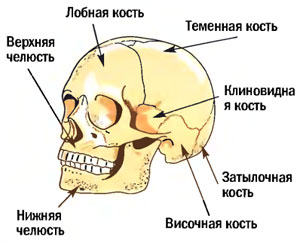 Лобная кость
Теменная кость
Верхняя
челюсть
Клиновидна
я кость
Затылочная
кость
Нижняя
челюсть
Височная кость